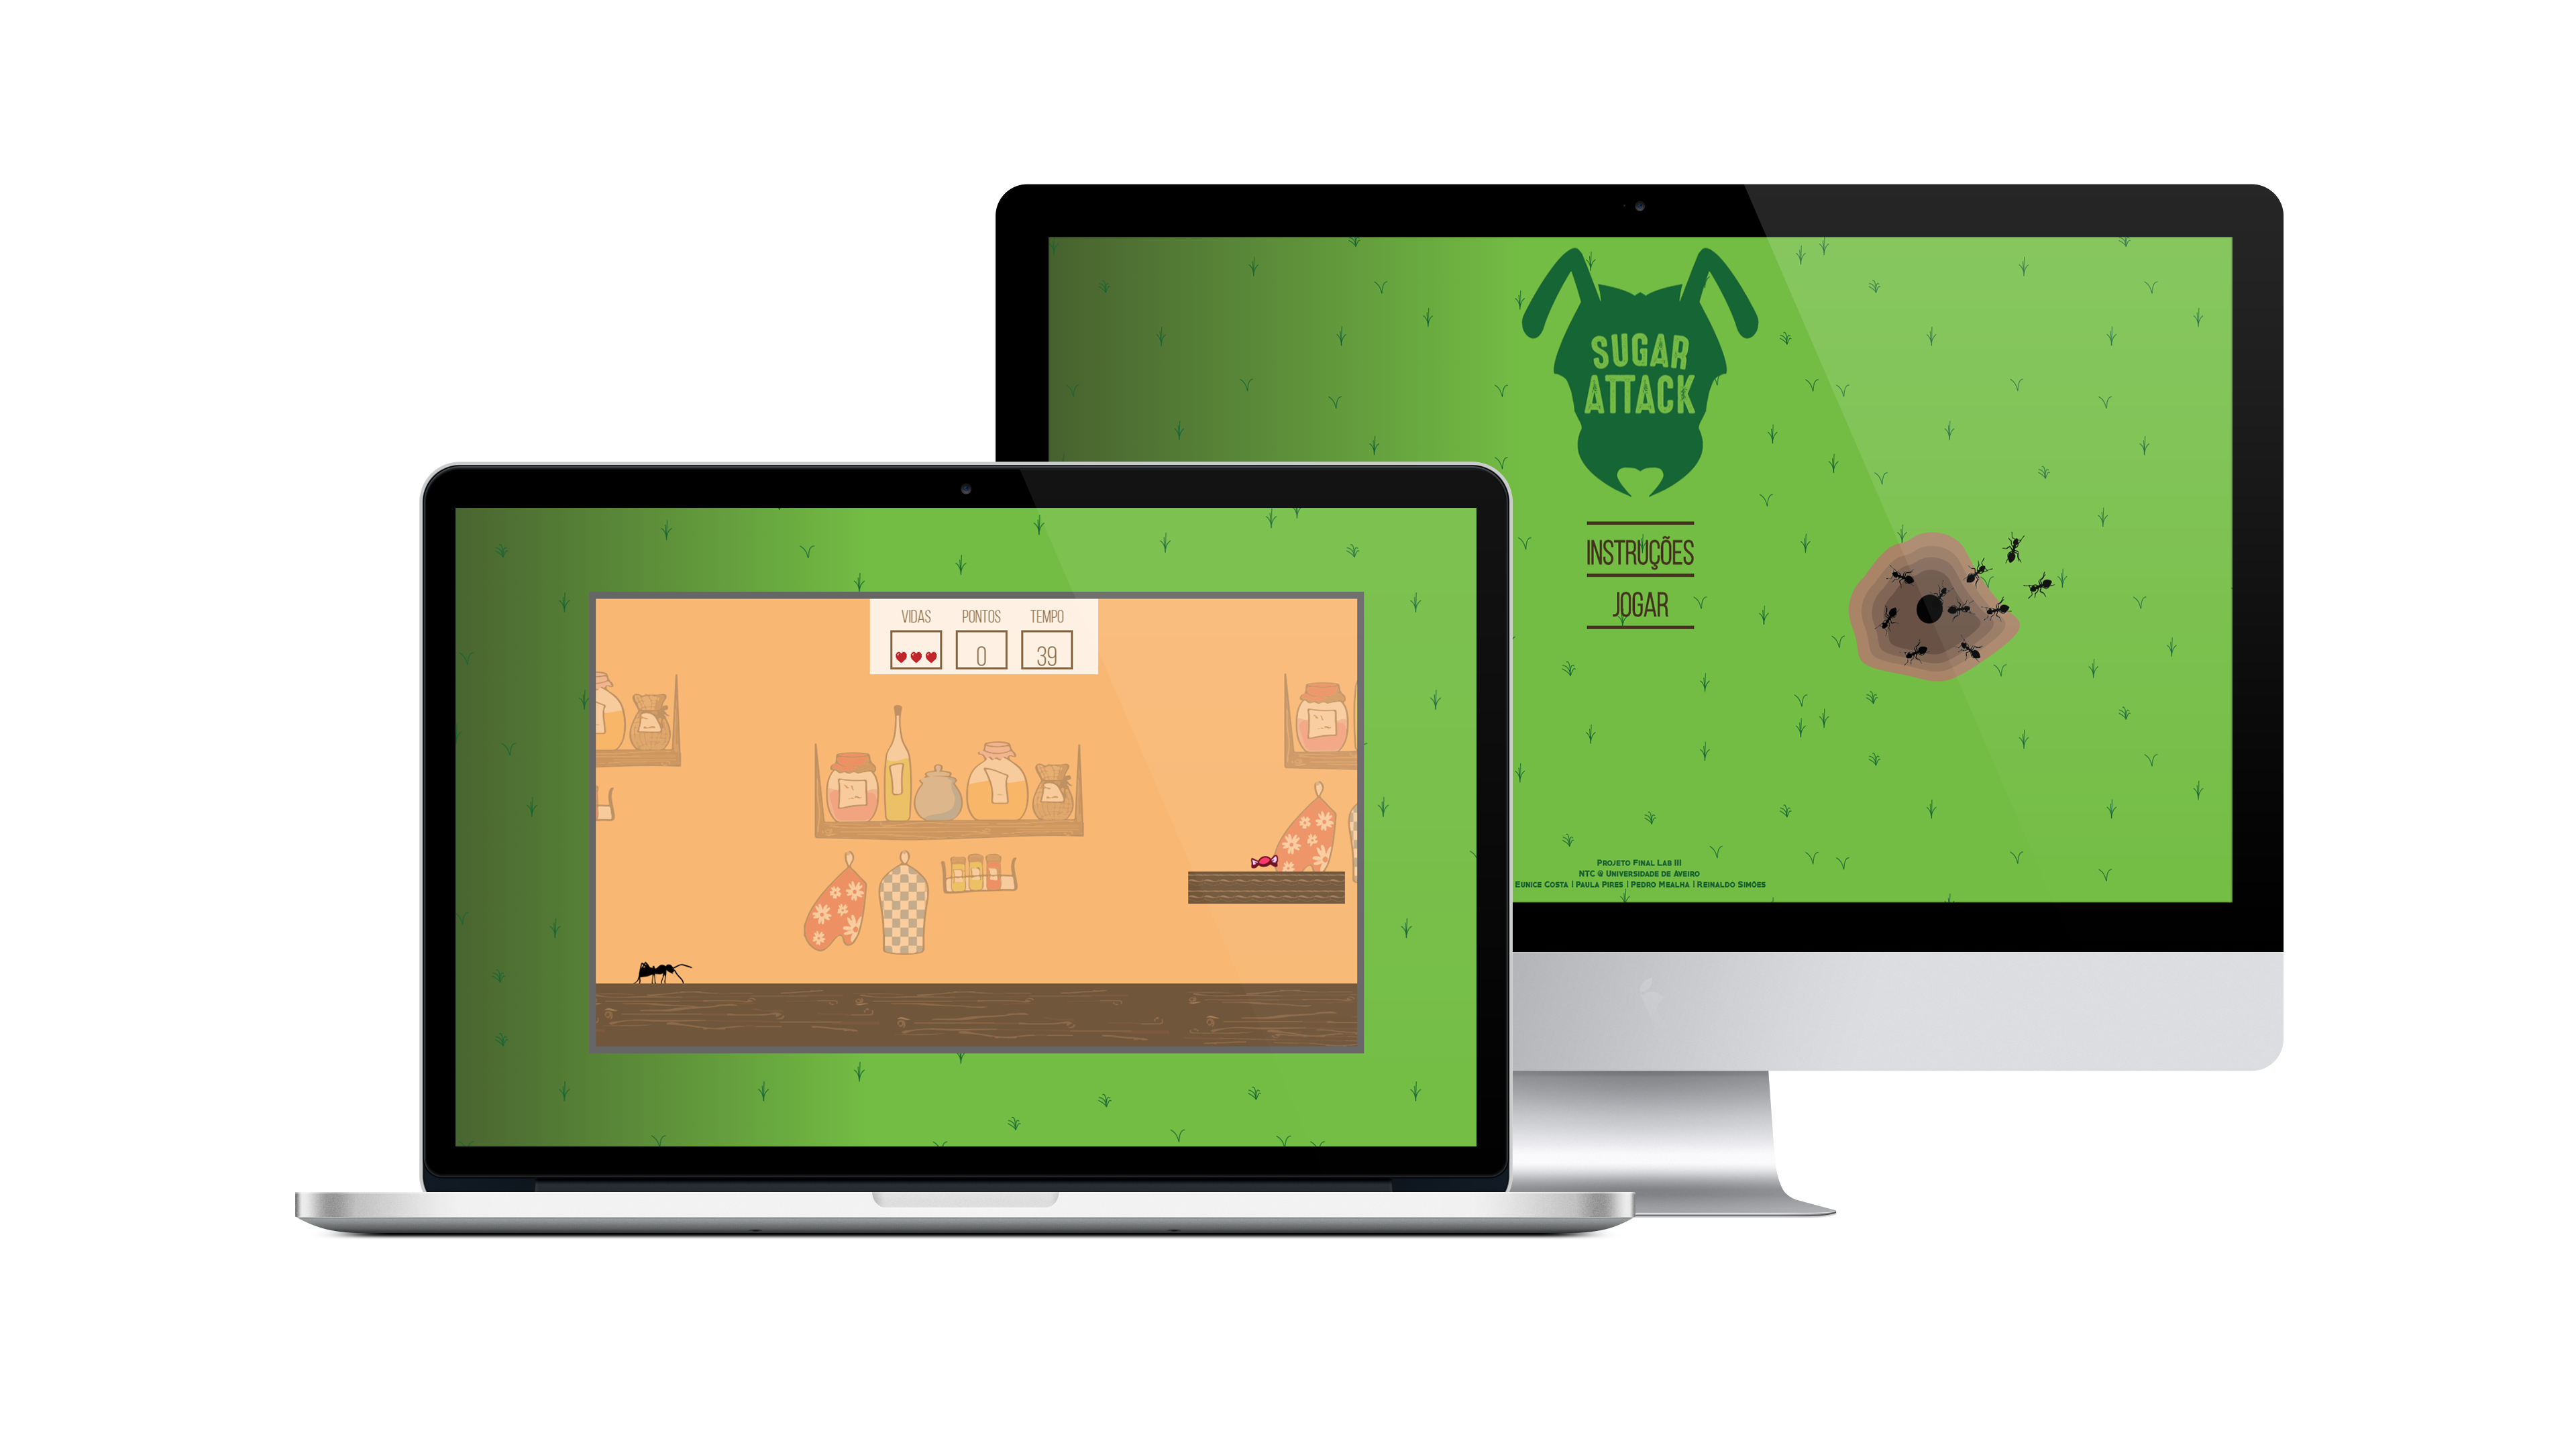 SUGAR
ATTACK
INSTRUÇÕES
JOGAR
Projeto Final Lab III
NTC @ Universidade de Aveiro
Eunice Costa | Paula Pires | Pedro Mealha | Reinaldo Simões
VIDAS PONTOS TEMPO
0 39